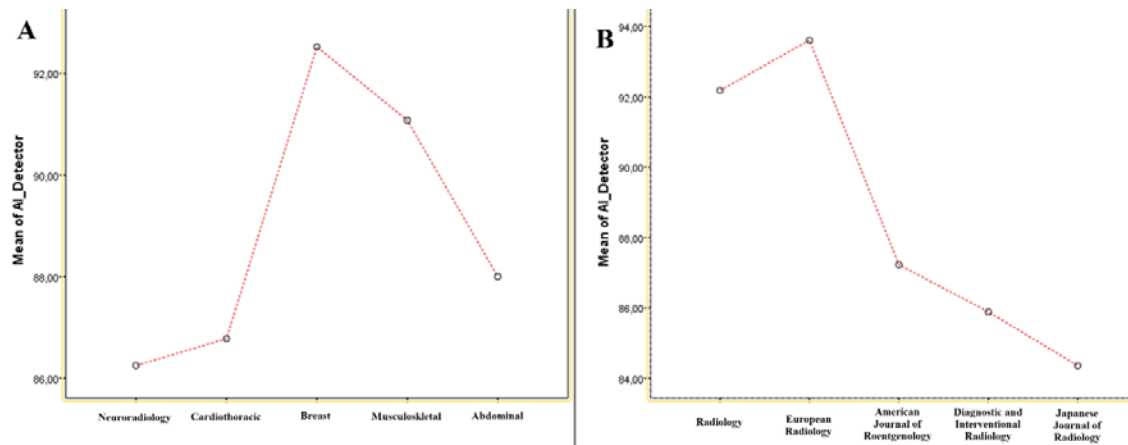 A
92,00
90,00
88,00
86,00
Mean of AI_Detector
Neuroradiology Cardiothoracic Breast Musculoskletal Abdominal
B
94,00
92,00
90,00
88,00
86,00
84,00
Mean of AI_Detector
Radiology
European
Radiology
American
Journal of
Roentgenology
Diagnostic and
Interventional
Radiology
Japanese
Journal of
Radiology